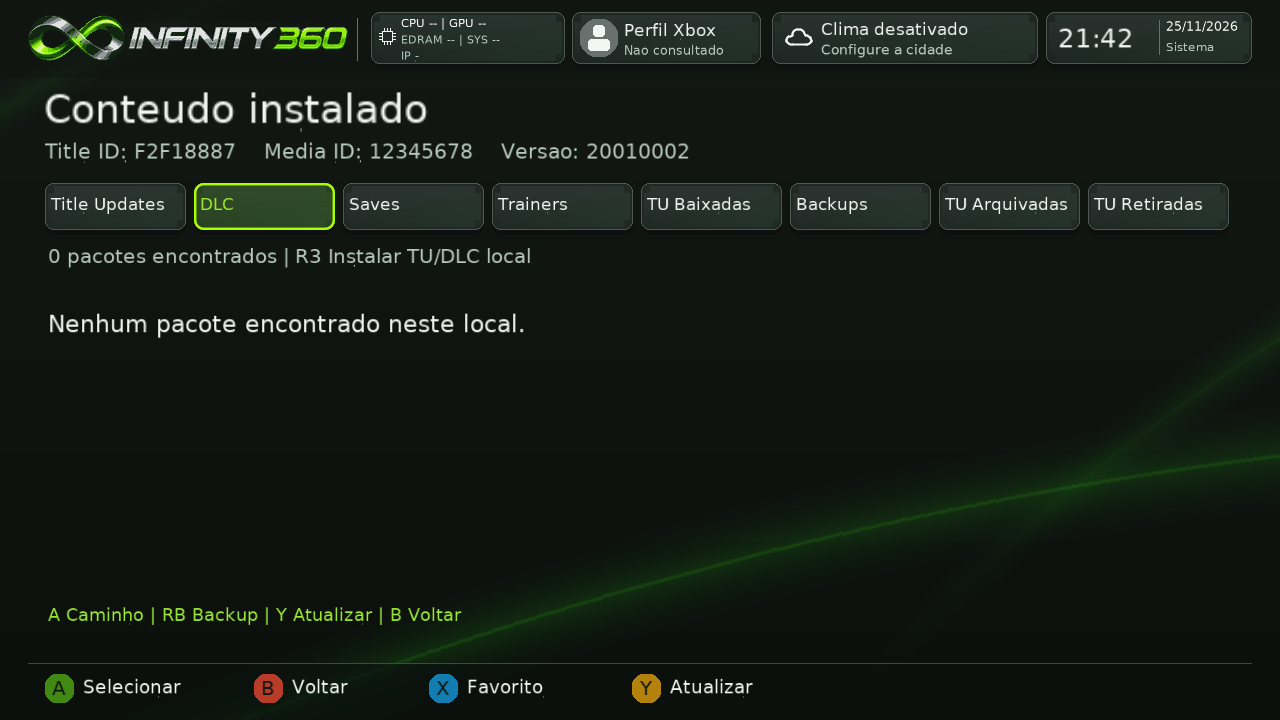 INFINITY 360
CPU -- | GPU --
EDRAM -- | SYS --
IP -
Perfil Xbox
Nao consultado
Clima desativado
Configure a cidade
21:42
25/11/2026
Sistema
Conteudo instalado
Title ID: F2F18887 Media ID: 12345678 Versao: 20010002
Title Updates DLC Saves Trainers TU Baixadas Backups TU Arquivadas TU Retiradas
0 pacotes encontrados | R3 Instalar TU/DLC local
Nenhum pacote encontrado neste local.
A Caminho | RB Backup | Y Atualizar | B Voltar
A Selecionar B Voltar X Favorito Y Atualizar